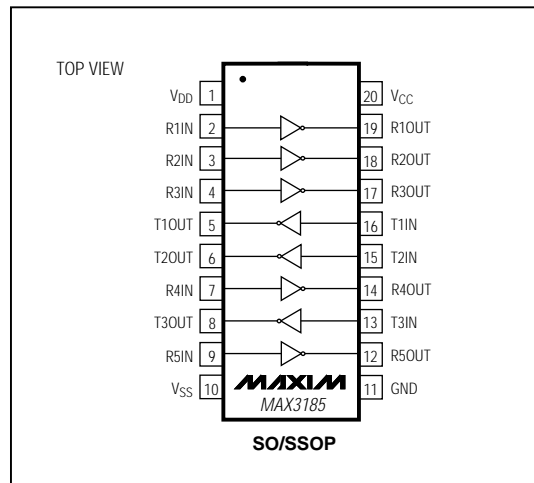 TOP VIEW
VDD 1 20 VCC
R1IN 2 19 R1OUT
R2IN 3 18 R2OUT
R3IN 4 17 R3OUT
T1OUT 5 16 T1IN
T2OUT 6 15 T2IN
R4IN 7 14 R4OUT
T3OUT 8 13 T3IN
R5IN 9 12 R5OUT
VSS 10 MAXIM 11 GND
MAX3185
SO/SSOP